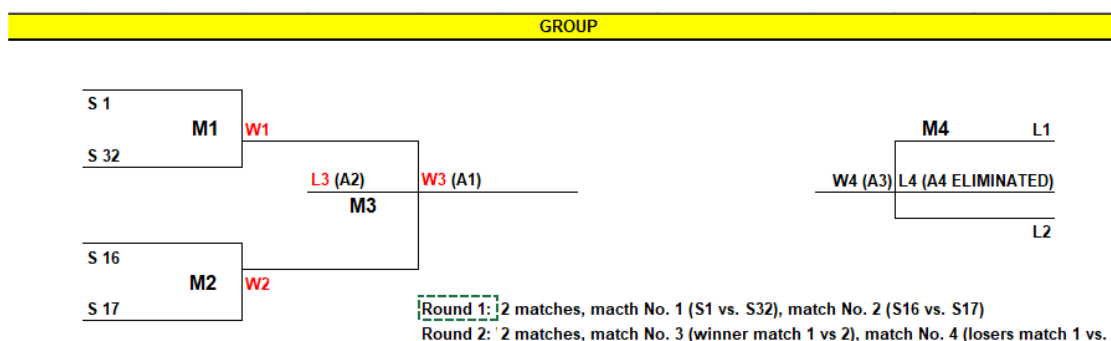 GROUP
S 1
M1
W1
S 32
L3 (A2)
W3 (A1)
M3
S 16
M2
W2
S 17
M4
L1
W4 (A3)
L4 (A4 ELIMINATED)
L2
Round 1: 2 matches, macth No. 1 (S1 vs. S32), match No. 2 (S16 vs. S17)
Round 2: 2 matches, match No. 3 (winner match 1 vs 2), match No. 4 (losers match 1 vs.